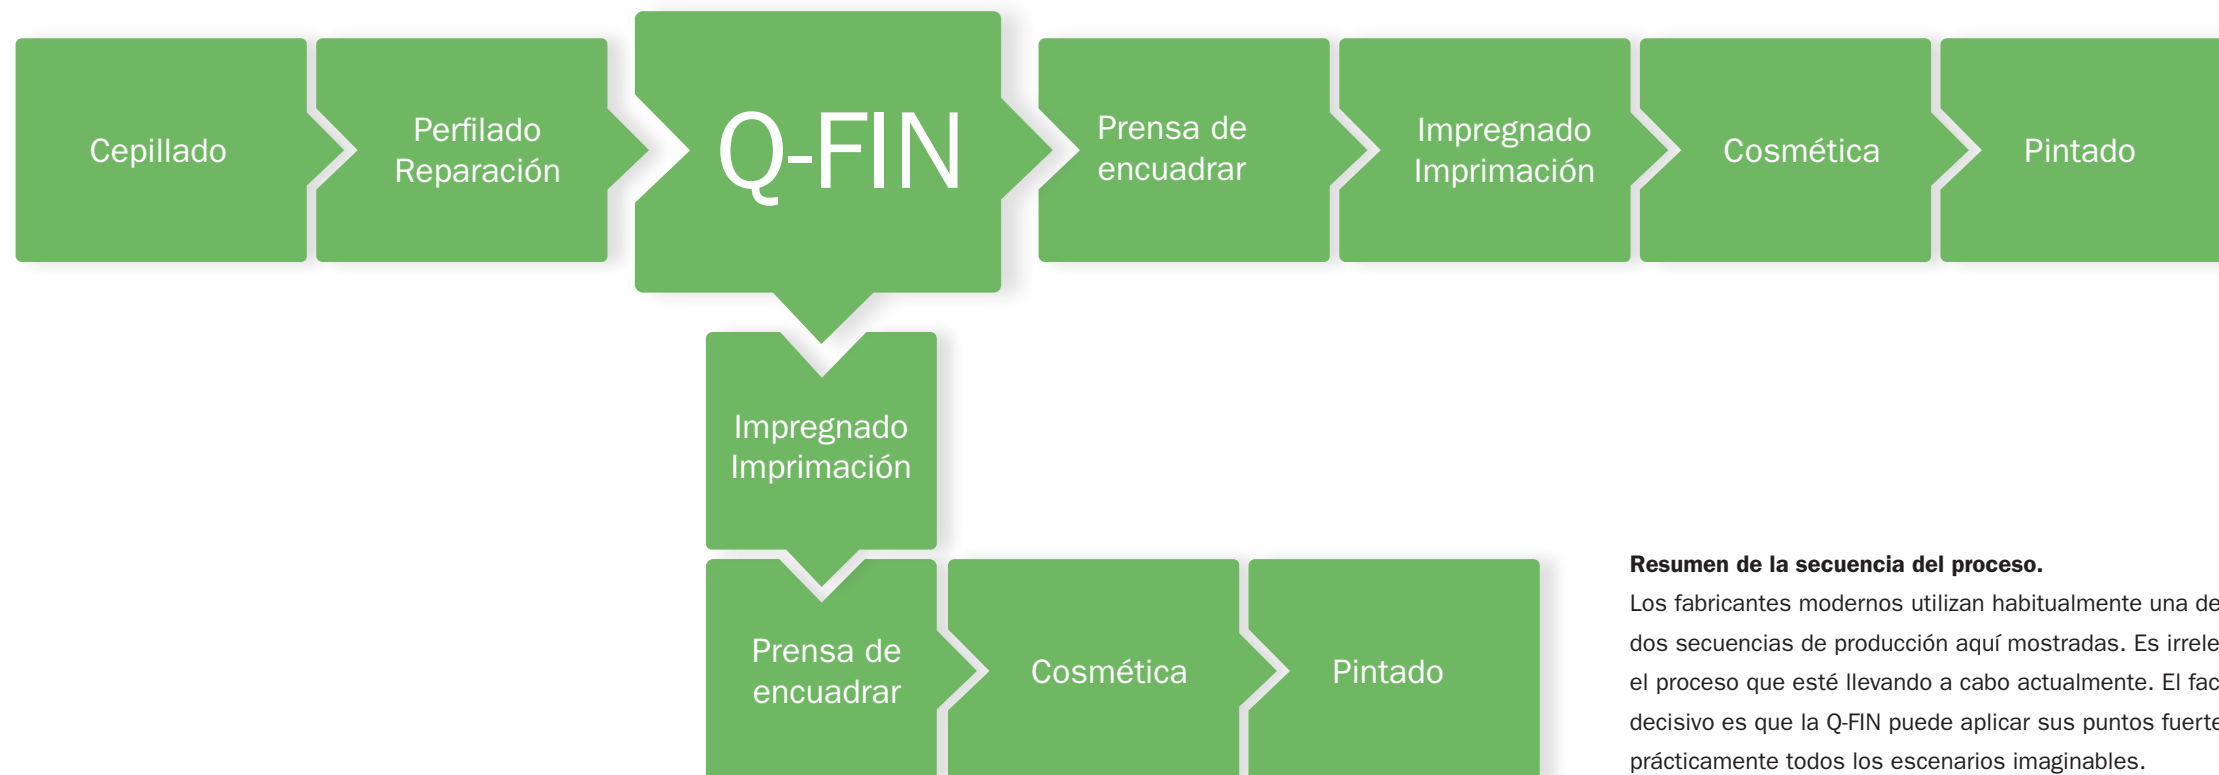 Cepillado
Perfilado
Reparación
Q-FIN
Prensa de
encuadrar
Impregnado
Imprimación
Cosmética
Pintado
Impregnado
Imprimación
Prensa de
encuadrar
Cosmética
Pintado
Resumen de la secuencia del proceso.
Los fabricantes modernos utilizan habitualmente una de
dos secuencias de producción aquí mostradas. Es
el proceso que esté llevando a cabo actualmente. El
decisivo es que la Q-FIN puede aplicar sus puntos
prácticamente todos los escenarios imaginables.